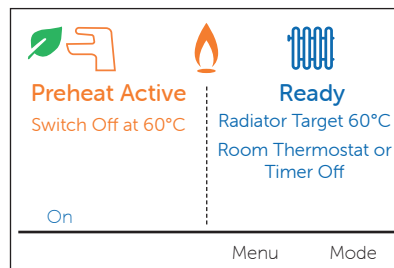 Preheat Active
Switch Off at 60°C
On
Ready
Radiator Target 60°C
Room Thermostat or
Timer Off
Menu
Mode